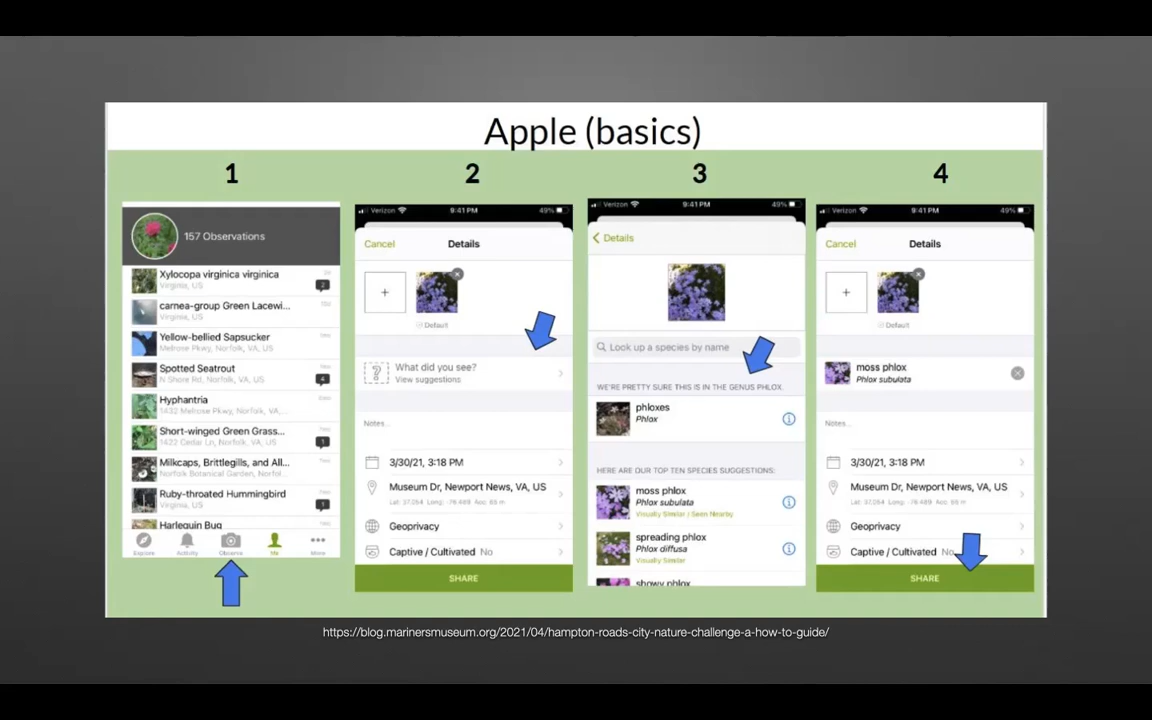 Apple (basics)
1
2
3
4
157 Observations
Xylocopa virginica virginica
Virginia, US
carnea-group Green Lacewi...
Virginia, US
Yellow-bellied Sapsucker
Melrose Pkwy, Norfolk, VA, ...
Spotted Seatrout
N Shore Rd, Norfolk, VA, ...
Hyphantria
1432 Melrose Pkwy, Norfolk, VA, ...
Short-winged Green Grass...
1422 Cedar Ln, Norfolk, VA, ...
Milkcaps, Brittlegills, and All...
Norfolk Botanical Garden, Norfol...
Ruby-throated Hummingbird
Virginia, US
Harlequin Bug
Explore
Activity
Observe
Me
More
Verizon
9:41 PM
49%
Cancel
Details
+
Default
What did you see?
View suggestions
?
Notes...
3/30/21, 3:18 PM
Museum Dr, Newport News, VA, US
Geoprivacy
Captive / Cultivated No
SHARE
Verizon
9:41 PM
49%
Details
Look up a species by name
WE'RE PRETTY SURE THIS IS IN THE GENUS PHLOX.
phloxes
Phlox
HERE ARE OUR TOP TEN SPECIES SUGGESTIONS:
moss phlox
Phlox subulata
Visually Similar / Seen Nearby
spreading phlox
Phlox diffusa
Visually Similar
showy phlox
Verizon
9:41 PM
49%
Cancel
Details
+
Default
moss phlox
Phlox subulata
Notes...
3/30/21, 3:18 PM
Museum Dr, Newport News, VA, US
Geoprivacy
Captive / Cultivated No
SHARE
https://blog.marinersmuseum.org/2021/04/hampton-roads-city-nature-challenge-a-how-to-guide/